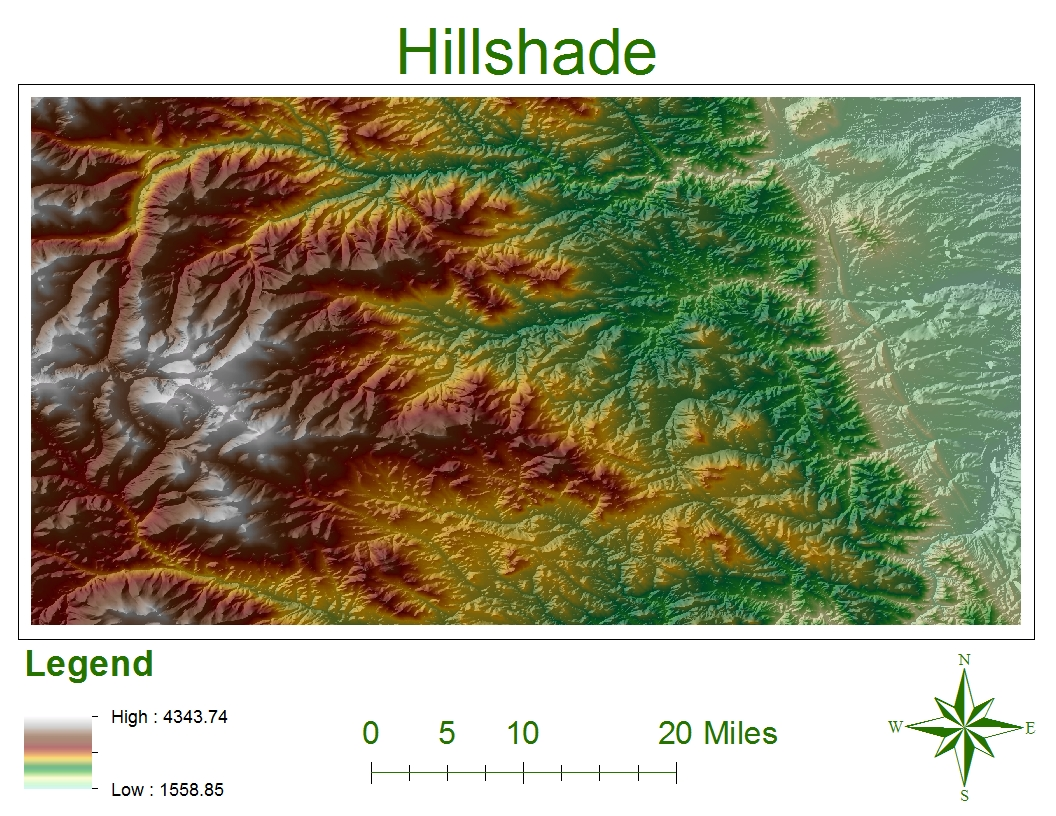 Hillshade
Legend
High : 4343.74
Low : 1558.85
0 5 10 20 Miles
N
W E
S